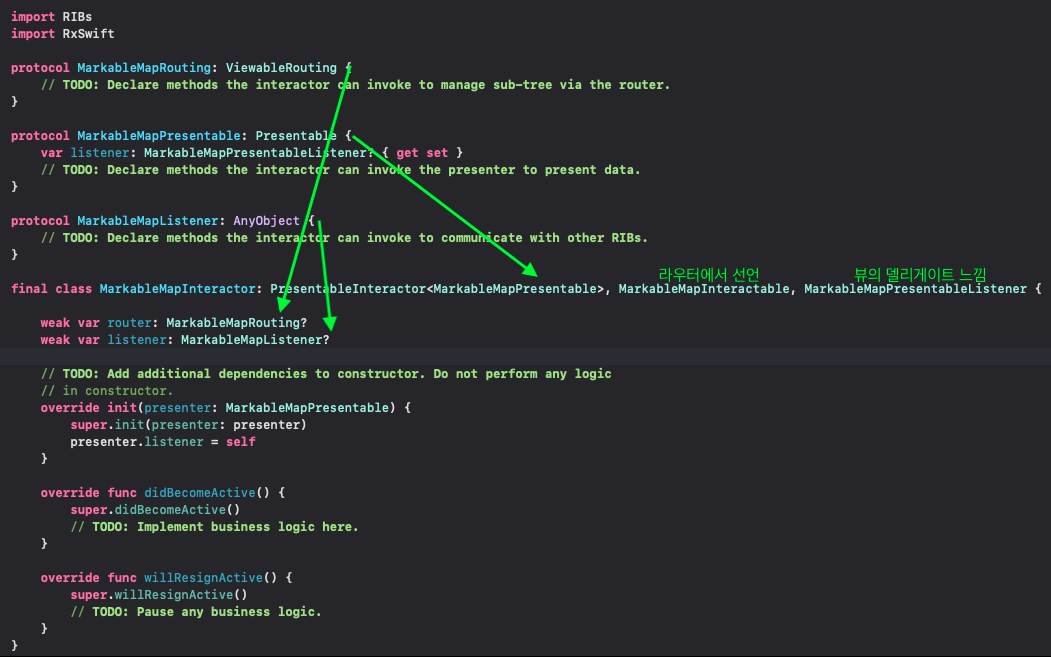 import RIBs
import RxSwift
protocol MarkableMapRouting: ViewableRouting {
// TODO: Declare methods the interactor can invoke to manage sub-tree via the router.
}
protocol MarkableMapPresentable: Presentable {
var listener: MarkableMapPresentableListener? { get set }
// TODO: Declare methods the interactor can invoke the presenter to present data.
}
protocol MarkableMapListener: AnyObject {
// TODO: Declare methods the interactor can invoke to communicate with other RIBs.
}
라우터에서 선언 뷰의 델리게이트 느낌
final class MarkableMapInteractor: PresentableInteractor<MarkableMapPresentable>, MarkableMapInteractable, MarkableMapPresentableListener {
weak var router: MarkableMapRouting?
weak var listener: MarkableMapListener?
// TODO: Add additional dependencies to constructor. Do not perform any logic
// in constructor.
override init(presenter: MarkableMapPresentable) {
super.init(presenter: presenter)
presenter.listener = self
}
override func didBecomeActive() {
super.didBecomeActive()
// TODO: Implement business logic here.
}
override func willResignActive() {
super.willResignActive()
// TODO: Pause any business logic.
}
}